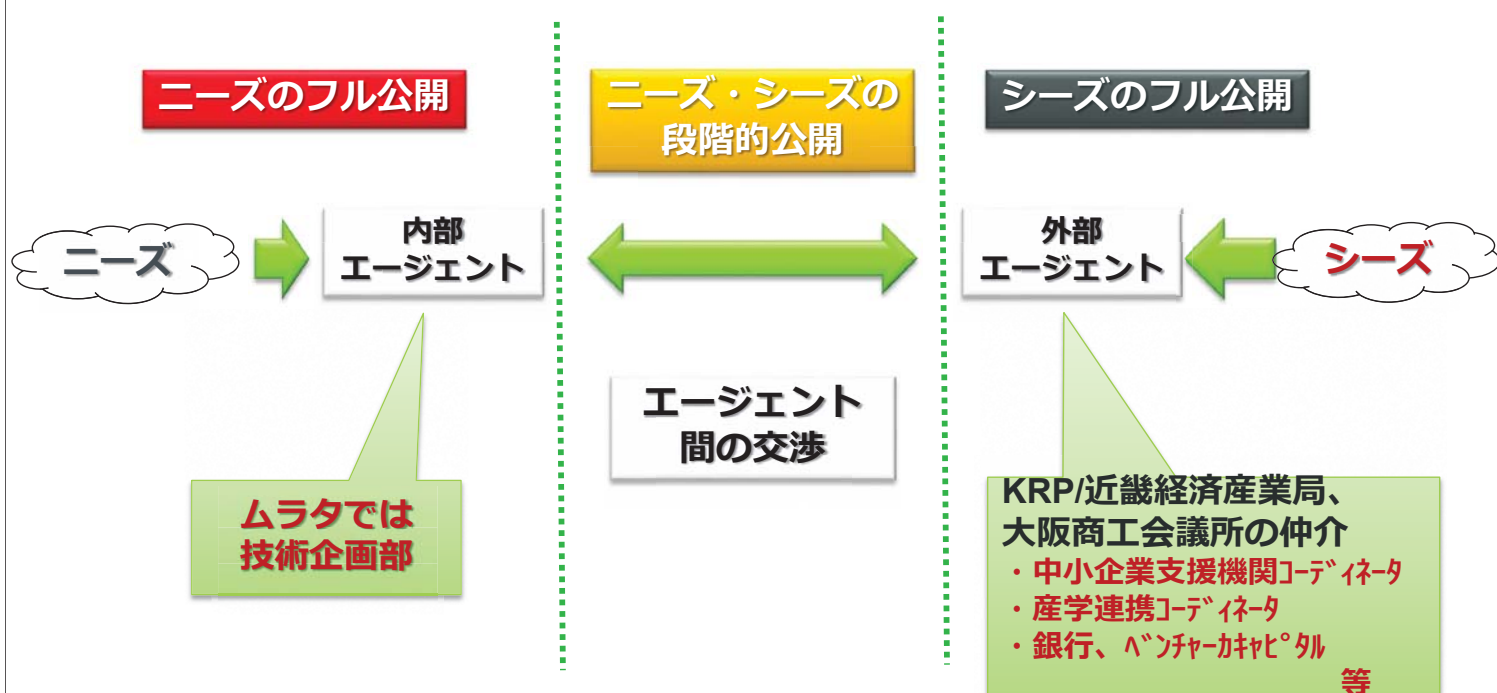 ニーズのフル公開
ニーズ・シーズの
段階的公開
シーズのフル公開
ニーズ
内部
エージェント
外部
エージェント
シーズ
エージェント
間の交渉
ムラタでは
技術企画部
KRP/近畿経済産業局、
大阪商工会議所の仲介
・中小企業支援機関ｺｰﾃﾞｨﾈｰﾀ
・産学連携ｺｰﾃﾞｨﾈｰﾀ
・銀行、ﾍﾞﾝﾁｬｰｶｷｬﾋﾟﾀﾙ
等